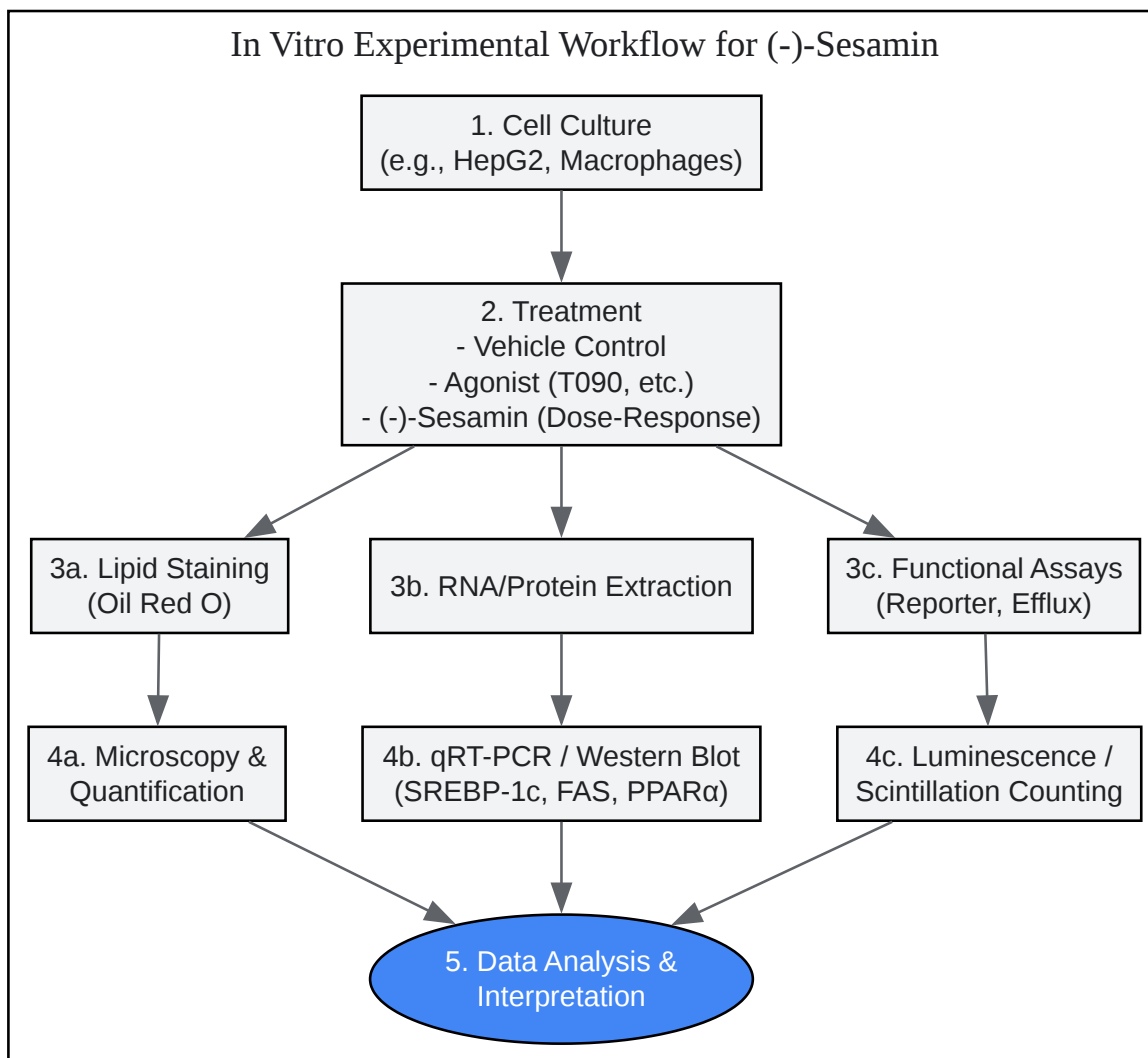 In Vitro Experimental Workflow for (-)-Sesamin
1. Cell Culture
(e.g., HepG2, Macrophages)
2. Treatment
- Vehicle Control
- Agonist (T090, etc.)
- (-)-Sesamin (Dose-Response)
3a. Lipid Staining
(Oil Red O)
3b. RNA/Protein Extraction
3c. Functional Assays
(Reporter, Efflux)
4a. Microscopy &
Quantification
4b. qRT-PCR / Western Blot
(SREBP-1c, FAS, PPARα)
4c. Luminescence /
Scintillation Counting
5. Data Analysis &
Interpretation